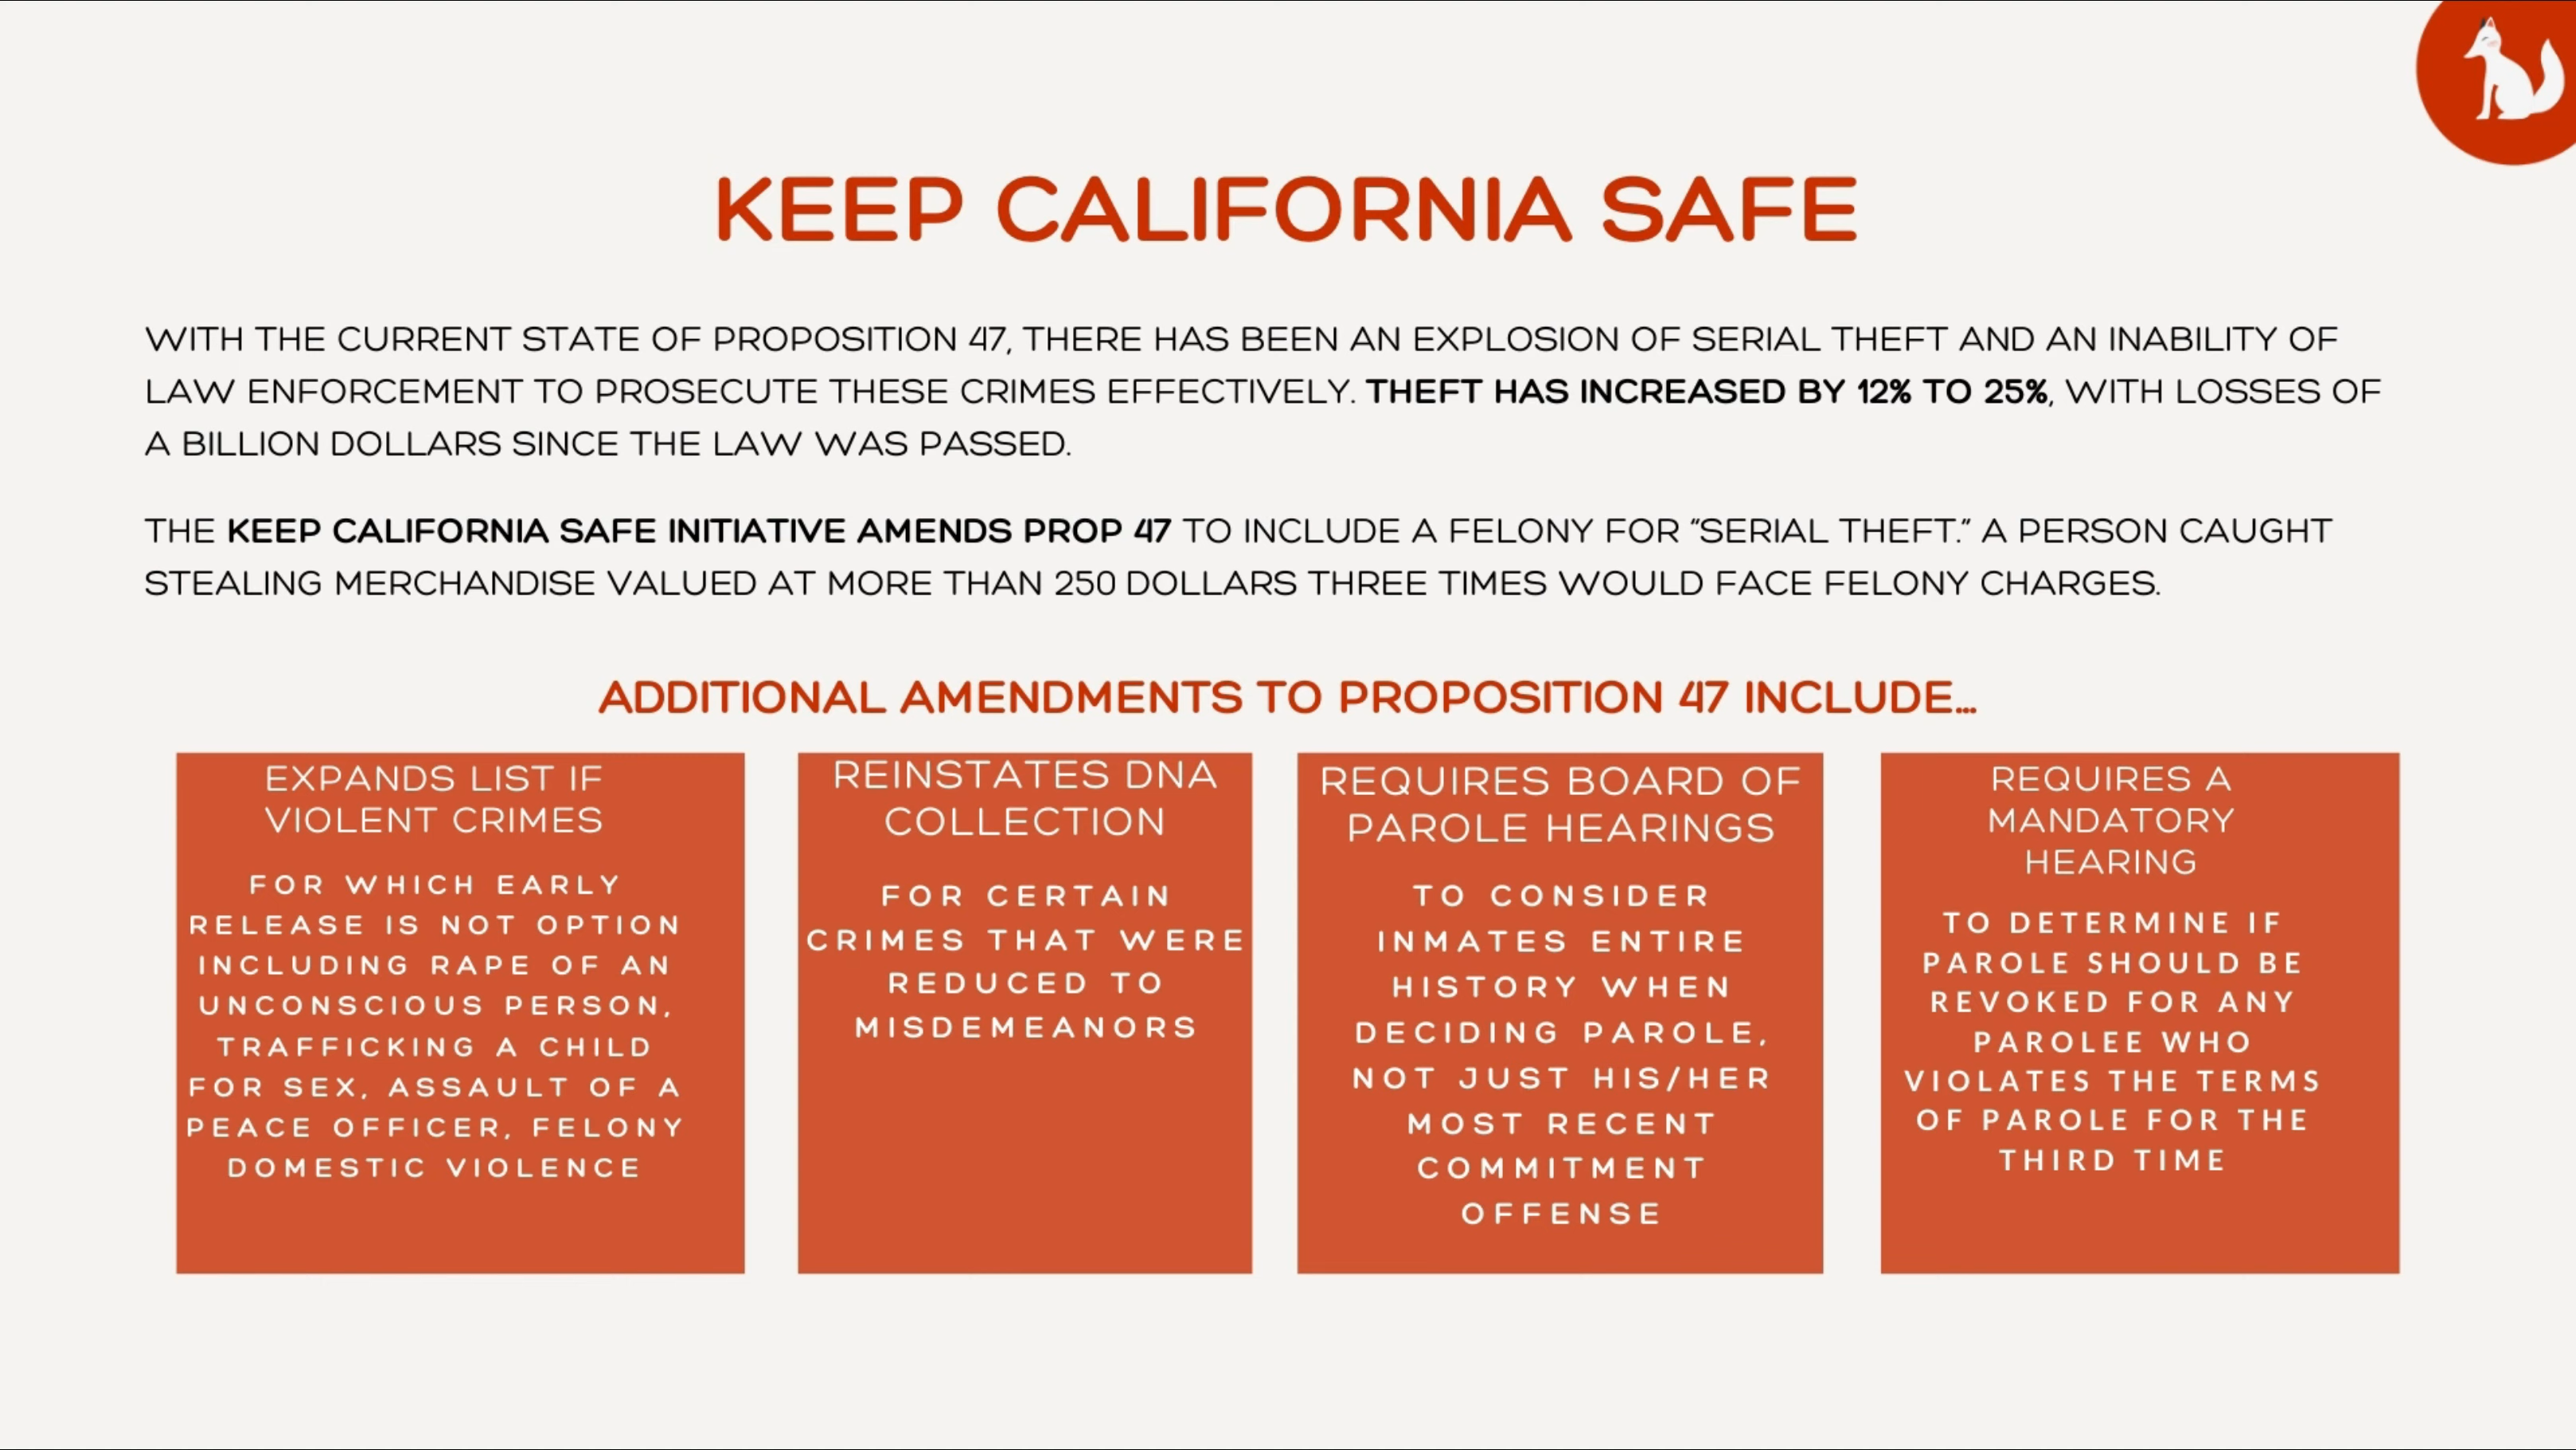 KEEP CALIFORNIA SAFE
WITH THE CURRENT STATE OF PROPOSITION 47, THERE HAS BEEN AN EXPLOSION OF SERIAL THEFT AND AN INABILITY OF
LAW ENFORCEMENT TO PROSECUTE THESE CRIMES EFFECTIVELY. THEFT HAS INCREASED BY 12% TO 25%, WITH LOSSES OF
A BILLION DOLLARS SINCE THE LAW WAS PASSED.
THE KEEP CALIFORNIA SAFE INITIATIVE AMENDS PROP 47 TO INCLUDE A FELONY FOR “SERIAL THEFT.” A PERSON CAUGHT
STEALING MERCHANDISE VALUED AT MORE THAN 250 DOLLARS THREE TIMES WOULD FACE FELONY CHARGES.
ADDITIONAL AMENDMENTS TO PROPOSITION 47 INCLUDE...
EXPANDS LIST IF
VIOLENT CRIMES
FOR WHICH EARLY
RELEASE IS NOT OPTION
INCLUDING RAPE OF AN
UNCONSCIOUS PERSON,
TRAFFICKING A CHILD
FOR SEX, ASSAULT OF A
PEACE OFFICER, FELONY
DOMESTIC VIOLENCE
REINSTATES DNA
COLLECTION
FOR CERTAIN
CRIMES THAT WERE
REDUCED TO
MISDEMEANORS
REQUIRES BOARD OF
PAROLE HEARINGS
TO CONSIDER
INMATES ENTIRE
HISTORY WHEN
DECIDING PAROLE,
NOT JUST HIS/HER
MOST RECENT
COMMITMENT
OFFENSE
REQUIRES A
MANDATORY
HEARING
TO DETERMINE IF
PAROLE SHOULD BE
REVOKED FOR ANY
PAROLEE WHO
VIOLATES THE TERMS
OF PAROLE FOR THE
THIRD TIME